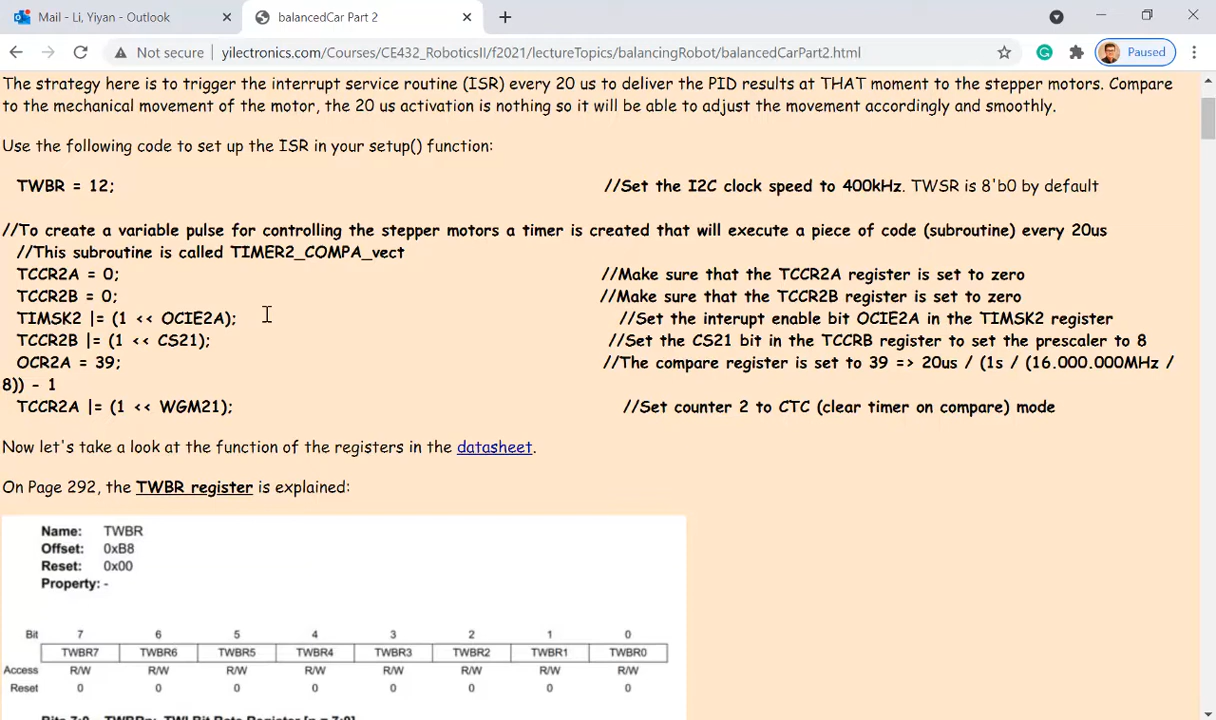 Mail - Li, Yiyan - Outlook
balancedCar Part 2
Not secure
yilectronics.com/Courses/CE432_RoboticsII/f2021/lectureTopics/balancingRobot/balancedCarPart2.html
Paused
The strategy here is to trigger the interrupt service routine (ISR) every 20 us to deliver the PID results at THAT moment to the stepper motors. Compare
to the mechanical movement of the motor, the 20 us activation is nothing so it will be able to adjust the movement accordingly and smoothly.
Use the following code to set up the ISR in your setup() function:
TWBR = 12; //Set the I2C clock speed to 400kHz. TWSR is 8'b0 by default
//To create a variable pulse for controlling the stepper motors a timer is created that will execute a piece of code (subroutine) every 20us
//This subroutine is called TIMER2_COMPA_vect
TCCR2A = 0; //Make sure that the TCCR2A register is set to zero
TCCR2B = 0; //Make sure that the TCCR2B register is set to zero
TIMSK2 |= (1 << OCIE2A); //Set the interupt enable bit OCIE2A in the TIMSK2 register
TCCR2B |= (1 << CS21); //Set the CS21 bit in the TCCRB register to set the prescaler to 8
OCR2A = 39; //The compare register is set to 39 => 20us / (1s / (16.000.000MHz /
8)) - 1
TCCR2A |= (1 << WGM21); //Set counter 2 to CTC (clear timer on compare) mode
Now let's take a look at the function of the registers in the datasheet.
On Page 292, the TWBR register is explained:
Name: TWBR
Offset: 0xB8
Reset: 0x00
Property: -
Bit 7 6 5 4 3 2 1 0
TWBR7 TWBR6 TWBR5 TWBR4 TWBR3 TWBR2 TWBR1 TWBR0
Access R/W R/W R/W R/W R/W R/W R/W R/W
Reset 0 0 0 0 0 0 0 0
Bits 7:0 – TWBRn: TWI Bit Rate Register [n = 7:0]